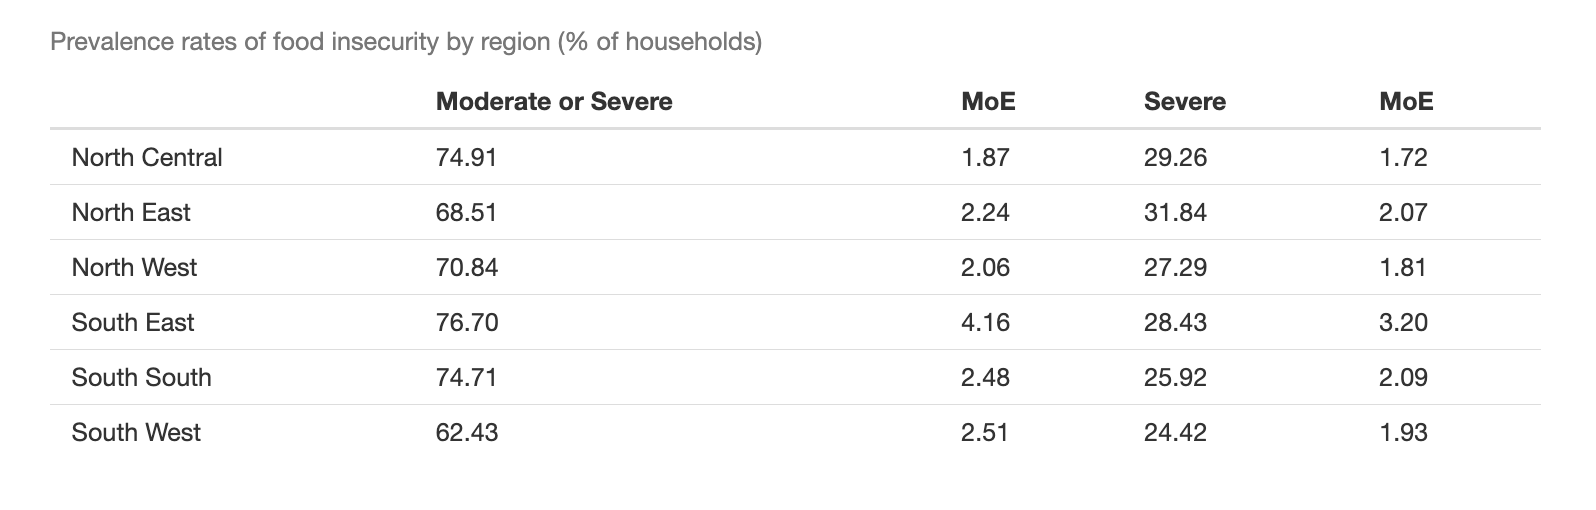 Prevalence rates of food insecurity by region (% of households)
Moderate or Severe MoE Severe MoE
North Central 74.91 1.87 29.26 1.72
North East 68.51 2.24 31.84 2.07
North West 70.84 2.06 27.29 1.81
South East 76.70 4.16 28.43 3.20
South South 74.71 2.48 25.92 2.09
South West 62.43 2.51 24.42 1.93